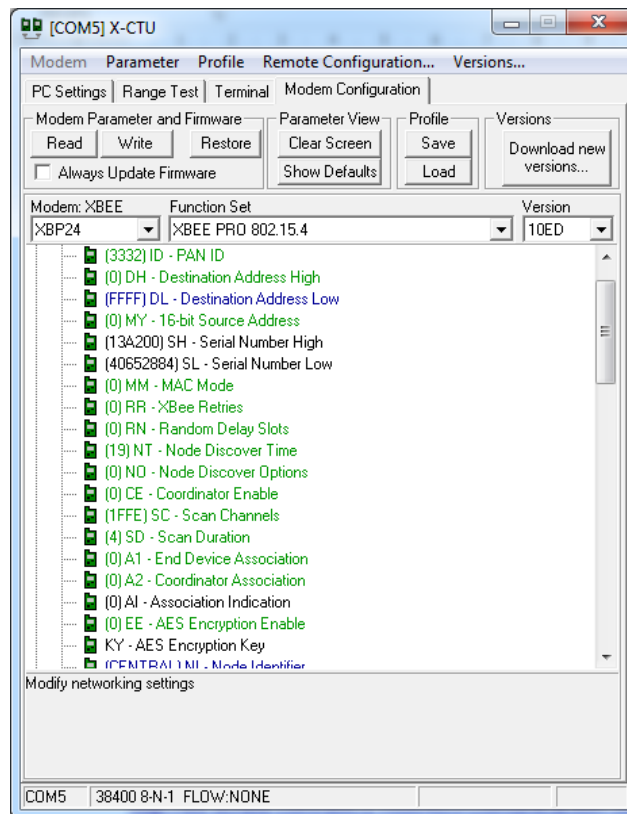 [COM5] X-CTU
Modem Parameter Profile Remote Configuration... Versions...
PC Settings Range Test Terminal Modem Configuration
Modem Parameter and Firmware Parameter View Profile Versions
Read Write Restore Clear Screen Save Download new versions...
Always Update Firmware Show Defaults Load
Modem: XBEE Function Set Version
XBP24 XBEE PRO 802.15.4 10ED
(3332) ID - PAN ID
(0) DH - Destination Address High
(FFFF) DL - Destination Address Low
(0) MY - 16-bit Source Address
(13A200) SH - Serial Number High
(40652884) SL - Serial Number Low
(0) MM - MAC Mode
(0) RR - XBee Retries
(0) RN - Random Delay Slots
(19) NT - Node Discover Time
(0) NO - Node Discover Options
(0) CE - Coordinator Enable
(1FFE) SC - Scan Channels
(4) SD - Scan Duration
(0) A1 - End Device Association
(0) A2 - Coordinator Association
(0) AI - Association Indication
(0) EE - AES Encryption Enable
KY - AES Encryption Key
(CENTRAL) NI - Node Identifier
Modify networking settings
COM5 38400 8-N-1 FLOW:NONE